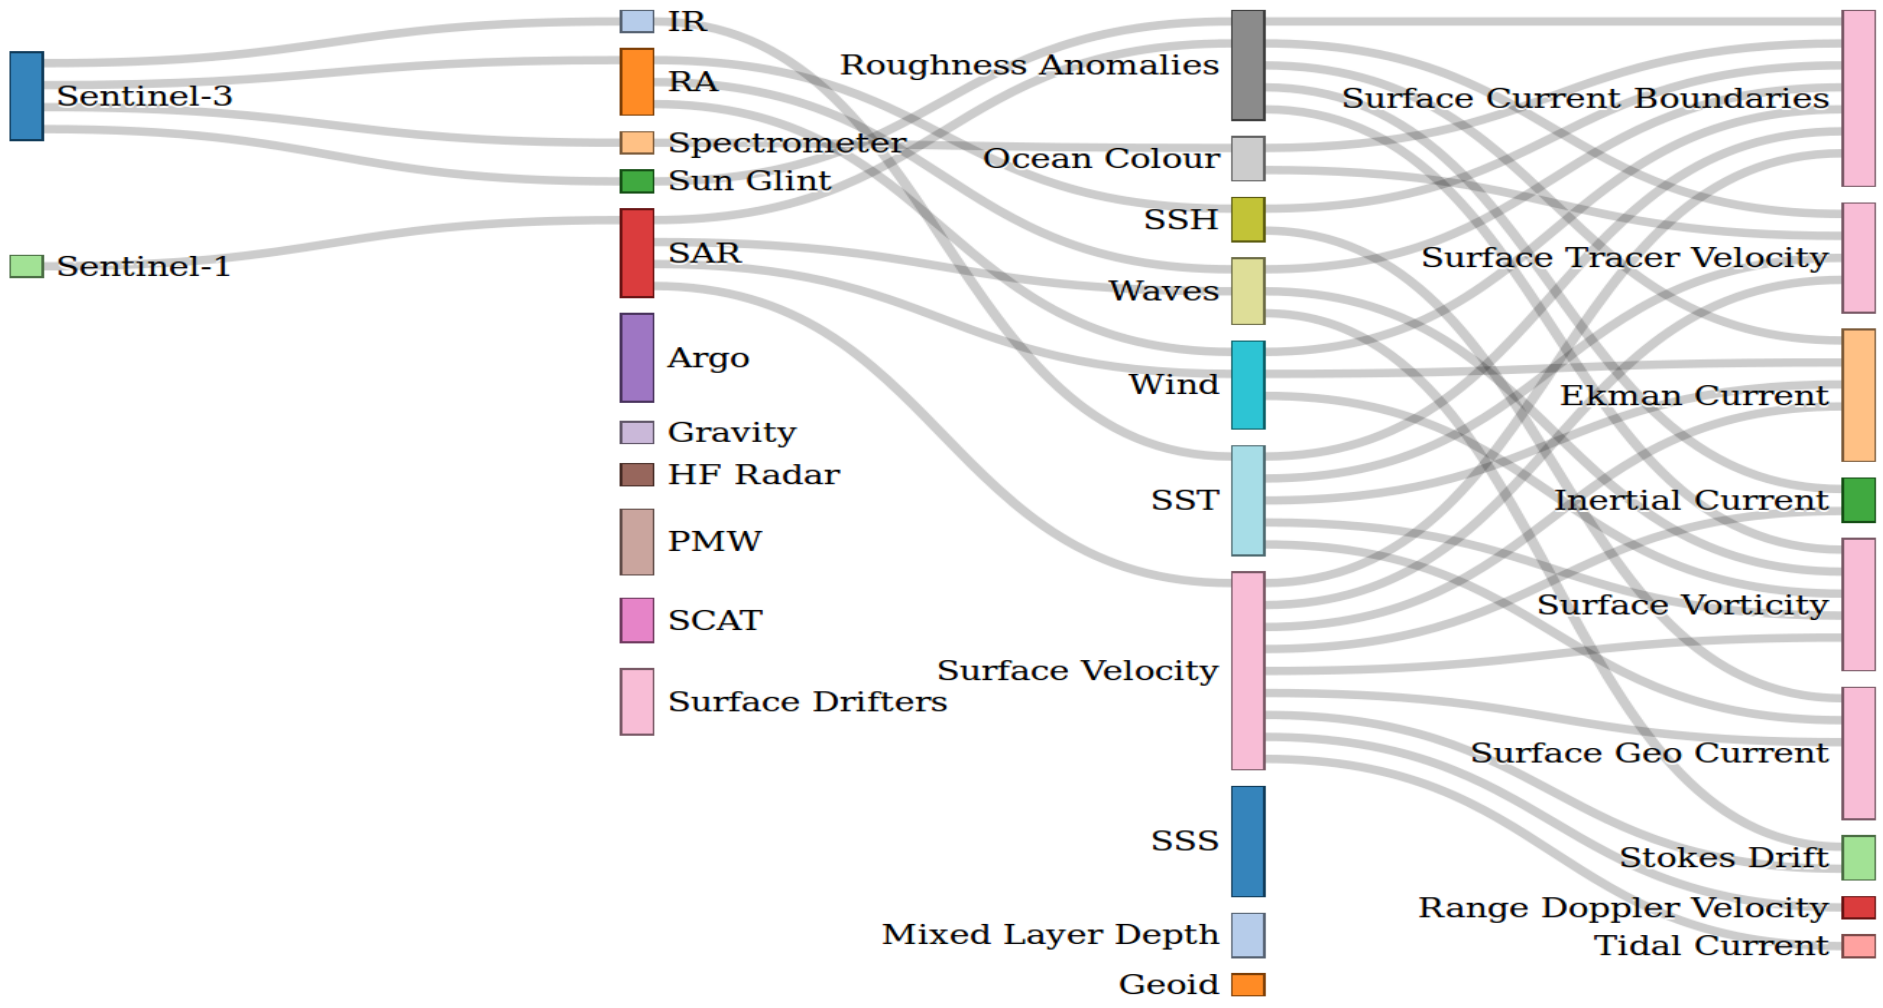 Sentinel-3
Sentinel-1
IR
RA
Spectrometer
Sun Glint
SAR
Argo
Gravity
HF Radar
PMW
SCAT
Surface Drifters
Roughness Anomalies
Ocean Colour
SSH
Waves
Wind
SST
Surface Velocity
SSS
Mixed Layer Depth
Geoid
Surface Current Boundaries
Surface Tracer Velocity
Ekman Current
Inertial Current
Surface Vorticity
Surface Geo Current
Stokes Drift
Range Doppler Velocity
Tidal Current